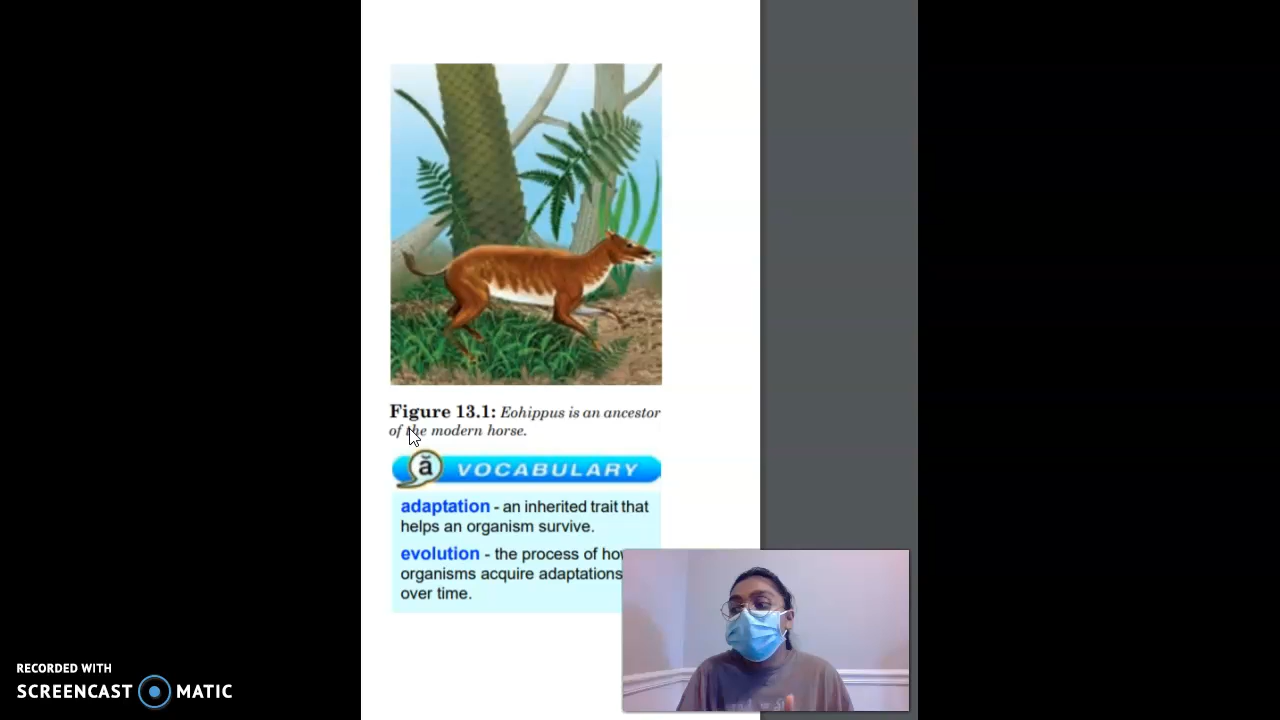 Figure 13.1: Eohippus is an ancestor
of the modern horse.
ă VOCABULARY
adaptation - an inherited trait that
helps an organism survive.
evolution - the process of how
organisms acquire adaptations
over time.
RECORDED WITH
SCREENCAST MATIC